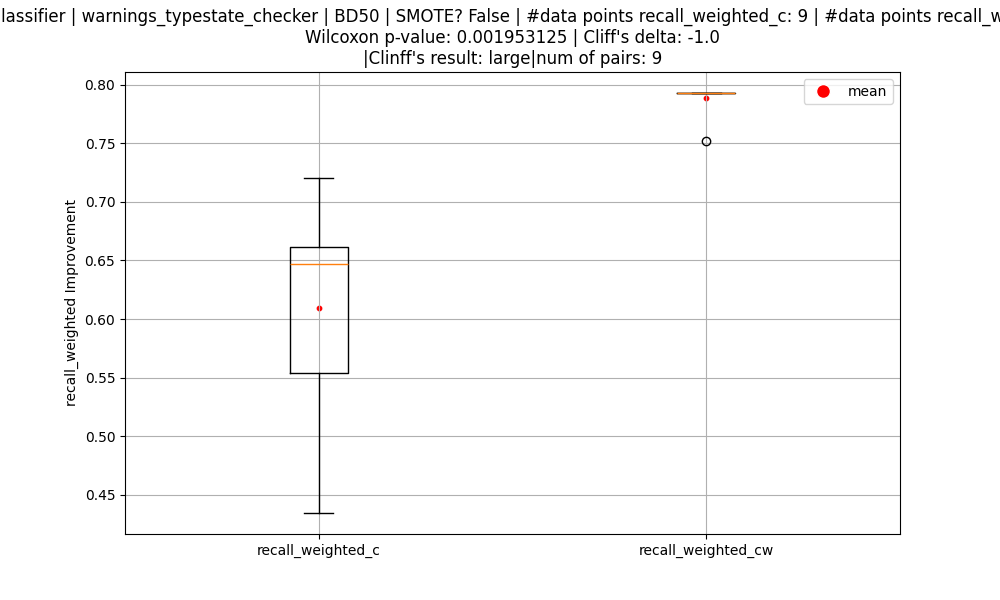 lassifier | warnings_typestate_checker | BD50 | SMOTE? False | #data points recall_weighted_c: 9 | #data points recall_w
Wilcoxon p-value: 0.001953125 | Cliff's delta: -1.0
|Clinff's result: large|num of pairs: 9
mean
0.80
0.75
0.70
0.65
0.60
0.55
0.50
0.45
recall_weighted Improvement
recall_weighted_c
recall_weighted_cw